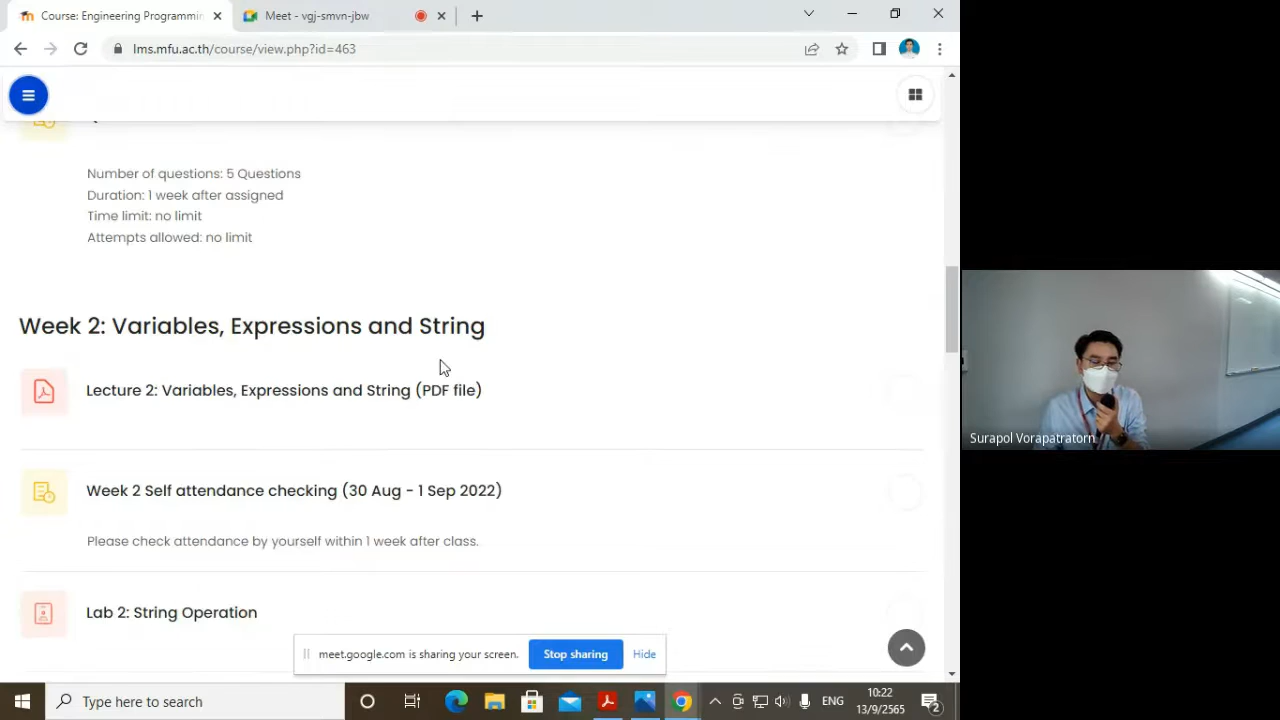 Course: Engineering Programmin
Meet - vgj-smvn-jbw
lms.mfu.ac.th/course/view.php?id=463
Number of questions: 5 Questions
Duration: 1 week after assigned
Time limit: no limit
Attempts allowed: no limit
Week 2: Variables, Expressions and String
Lecture 2: Variables, Expressions and String (PDF file)
Week 2 Self attendance checking (30 Aug - 1 Sep 2022)
Please check attendance by yourself within 1 week after class.
Lab 2: String Operation
meet.google.com is sharing your screen.
Stop sharing
Hide
Type here to search
ENG
10:22
13/9/2565
2
Surapol Vorapatratorn